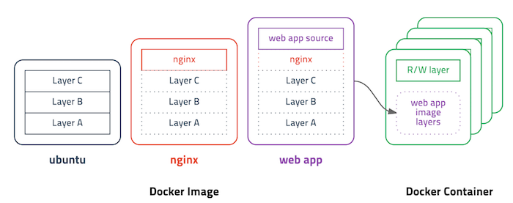 Layer C
Layer B
Layer A
ubuntu
nginx
Layer C
Layer B
Layer A
nginx
web app source
nginx
Layer C
Layer B
Layer A
web app
R/W layer
web app
image
layers
Docker Image
Docker Container